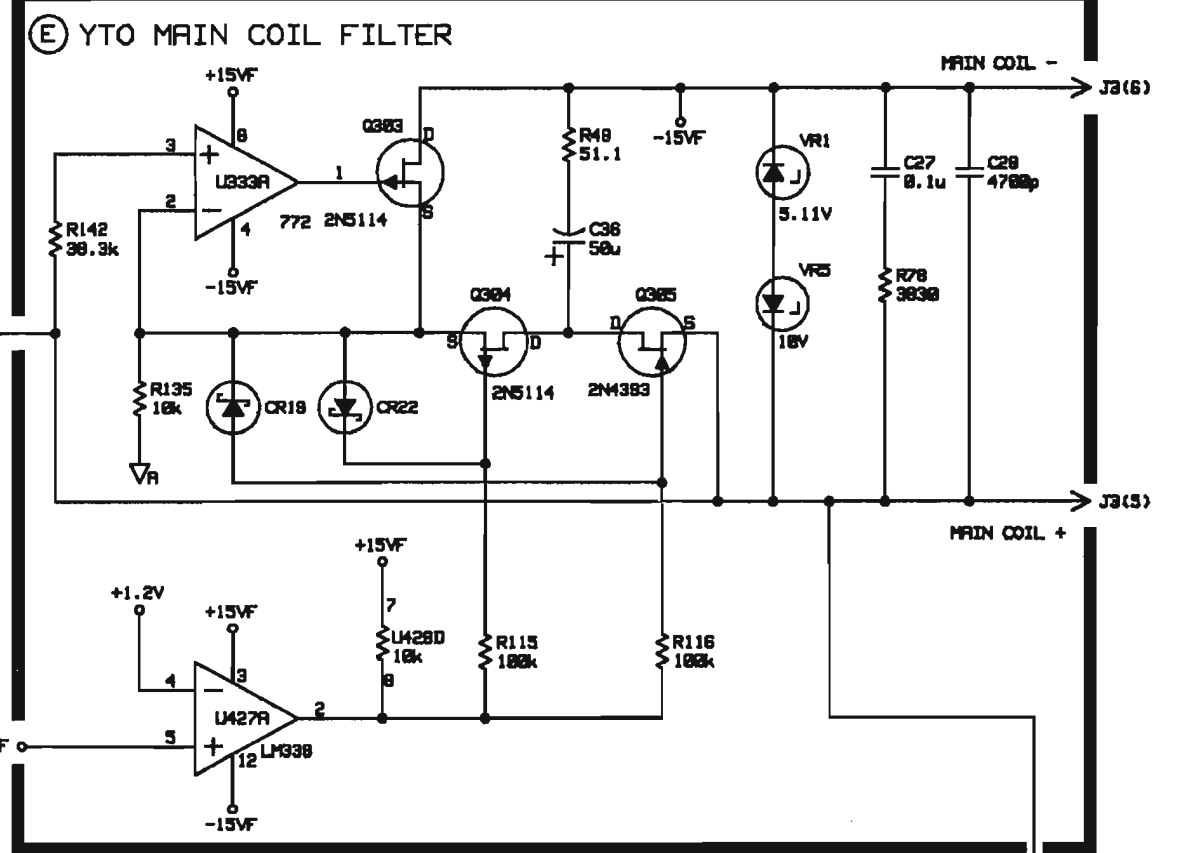 E YTO MAIN COIL FILTER
MAIN COIL -
J3(6)
+15VF
8
3
+
U333A
1
2
-
4
772
-15VF
Q303
D
2N5114
S
R142
38.3k
R49
51.1
-15VF
C36
50u
+
VR1
5.11V
VR5
10V
C27
0.1u
C28
4700p
R78
3830
Q304
S
D
2N5114
Q305
D
S
2N4393
R135
10k
A
CR19
CR22
J3(5)
MAIN COIL +
+15VF
7
U428D
10k
8
+1.2V
+15VF
3
4
-
U427A
2
5
+
LM339
12
-15VF
F
R115
100k
R116
100k